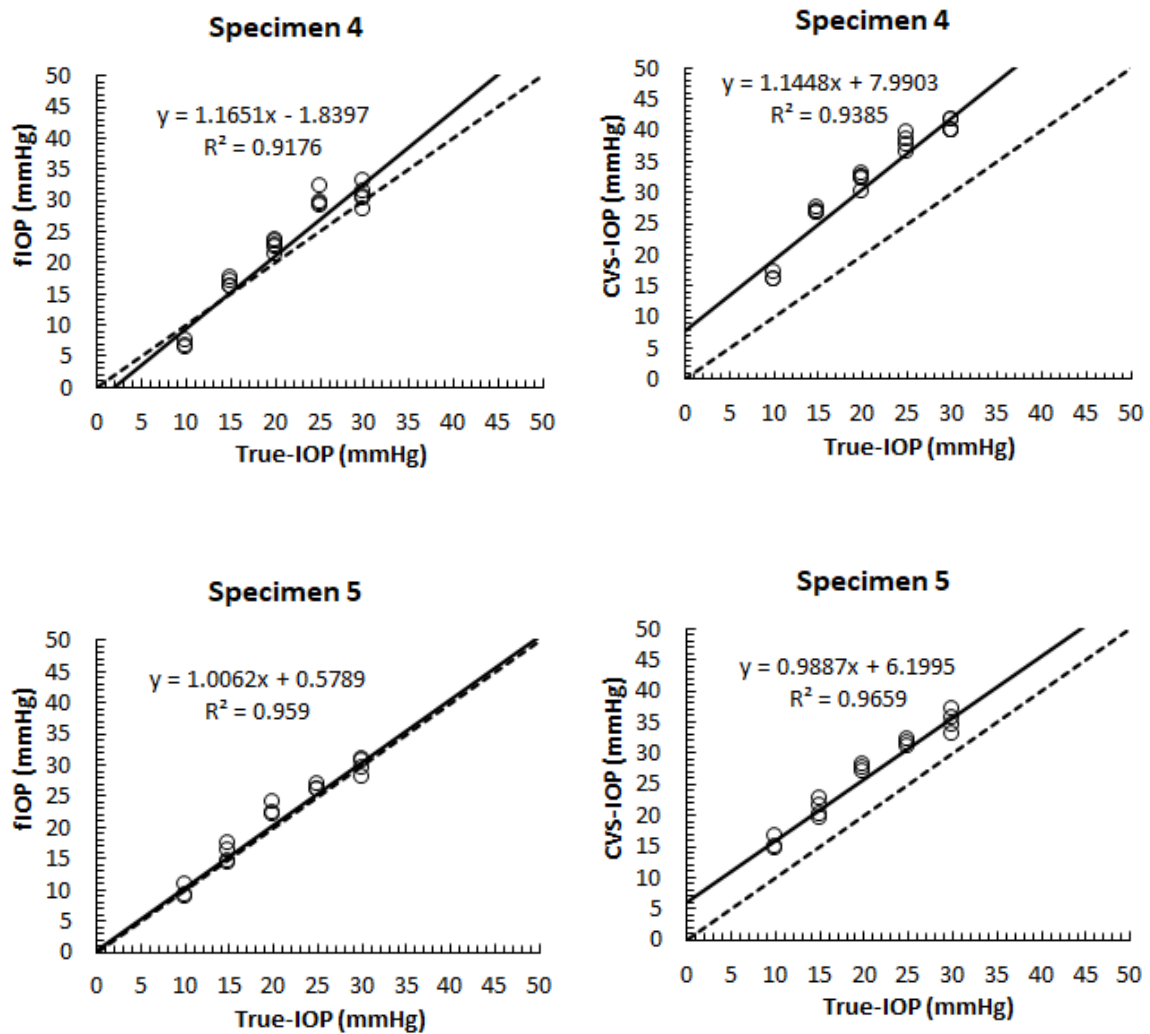 Specimen 4
y = 1.1651x - 1.8397
R² = 0.9176
fIOP (mmHg)
50
45
40
35
30
25
20
15
10
5
0
0 5 10 15 20 25 30 35 40 45 50
True-IOP (mmHg)
Specimen 4
y = 1.1448x + 7.9903
R² = 0.9385
CVS-IOP (mmHg)
50
45
40
35
30
25
20
15
10
5
0
0 5 10 15 20 25 30 35 40 45 50
True-IOP (mmHg)
Specimen 5
y = 1.0062x + 0.5789
R² = 0.959
fIOP (mmHg)
50
45
40
35
30
25
20
15
10
5
0
0 5 10 15 20 25 30 35 40 45 50
True-IOP (mmHg)
Specimen 5
y = 0.9887x + 6.1995
R² = 0.9659
CVS-IOP (mmHg)
50
45
40
35
30
25
20
15
10
5
0
0 5 10 15 20 25 30 35 40 45 50
True-IOP (mmHg)